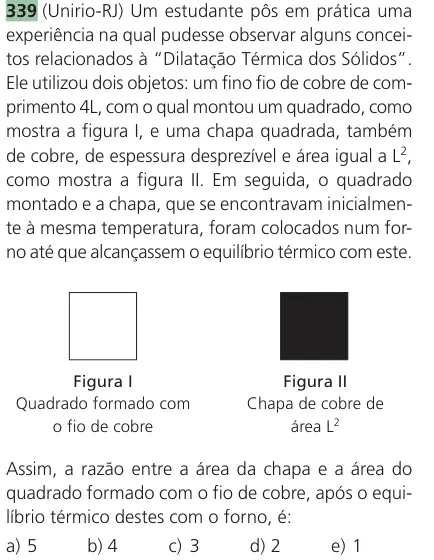 339 (Unirio-RJ) Um estudante pôs em prática uma
experiência na qual pudesse observar alguns concei-
tos relacionados à “Dilatação Térmica dos Sólidos”.
Ele utilizou dois objetos: um fino fio de cobre de com-
primento 4L, com o qual montou um quadrado, como
mostra a figura I, e uma chapa quadrada, também
de cobre, de espessura desprezível e área igual a L²,
como mostra a figura II. Em seguida, o quadrado
montado e a chapa, que se encontravam inicialmen-
te à mesma temperatura, foram colocados num for-
no até que alcançassem o equilíbrio térmico com este.
Figura I
Quadrado formado com
o fio de cobre
Figura II
Chapa de cobre de
área L²
Assim, a razão entre a área da chapa e a área do
quadrado formado com o fio de cobre, após o equi-
líbrio térmico destes com o forno, é:
a) 5 b) 4 c) 3 d) 2 e) 1